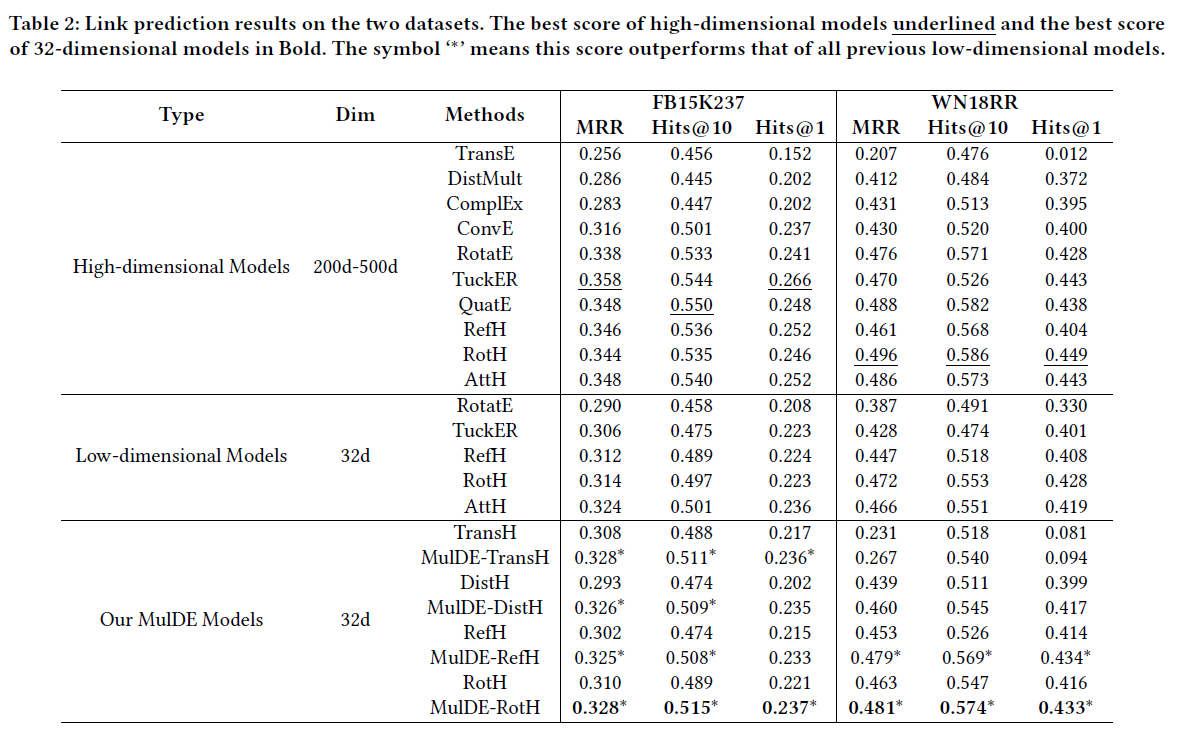 Table 2: Link prediction results on the two datasets. The best score of high-dimensional models underlined and the best score
of 32-dimensional models in Bold. The symbol ‘*’ means this score outperforms that of all previous low-dimensional models.
Type Dim Methods FB15K237 WN18RR
MRR Hits@10 Hits@1 MRR Hits@10 Hits@1
TransE 0.256 0.456 0.152 0.207 0.476 0.012
DistMult 0.286 0.445 0.202 0.412 0.484 0.372
ComplEx 0.283 0.447 0.202 0.431 0.513 0.395
ConvE 0.316 0.501 0.237 0.430 0.520 0.400
RotatE 0.338 0.533 0.241 0.476 0.571 0.428
High-dimensional Models 200d-500d TuckER 0.358 0.544 0.266 0.470 0.526 0.443
QuatE 0.348 0.550 0.248 0.488 0.582 0.438
RefH 0.346 0.536 0.252 0.461 0.568 0.404
RotH 0.344 0.535 0.246 0.496 0.586 0.449
AttH 0.348 0.540 0.252 0.486 0.573 0.443
RotatE 0.290 0.458 0.208 0.387 0.491 0.330
TuckER 0.306 0.475 0.223 0.428 0.474 0.401
Low-dimensional Models 32d RefH 0.312 0.489 0.224 0.447 0.518 0.408
RotH 0.314 0.497 0.223 0.472 0.553 0.428
AttH 0.324 0.501 0.236 0.466 0.551 0.419
TransH 0.308 0.488 0.217 0.231 0.518 0.081
MulDE-TransH 0.328* 0.511* 0.236* 0.267 0.540 0.094
DistH 0.293 0.474 0.202 0.439 0.511 0.399
Our MulDE Models 32d MulDE-DistH 0.326* 0.509* 0.235 0.460 0.545 0.417
RefH 0.302 0.474 0.215 0.453 0.526 0.414
MulDE-RefH 0.325* 0.508* 0.233 0.479* 0.569* 0.434*
RotH 0.310 0.489 0.221 0.463 0.547 0.416
MulDE-RotH 0.328* 0.515* 0.237* 0.481* 0.574* 0.433*